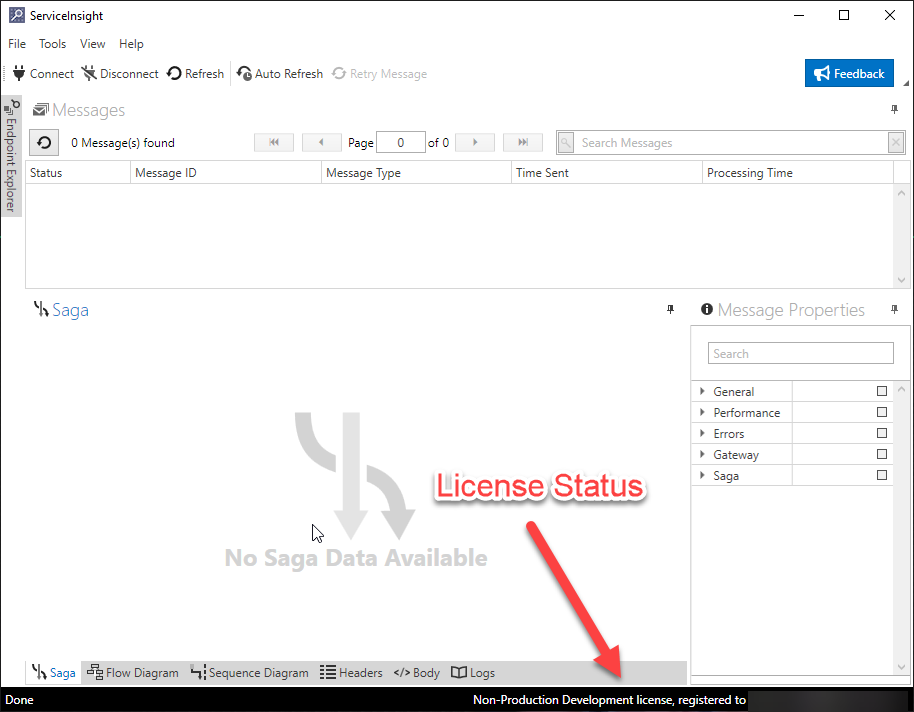 ServiceInsight
File Tools View Help
Connect Disconnect Refresh Auto Refresh Retry Message Feedback
Endpoint Explorer
Messages
0 Message(s) found Page 0 of 0 Search Messages
Status Message ID Message Type Time Sent Processing Time
Saga
Message Properties
Search
General
Performance
Errors
Gateway
Saga
License Status
No Saga Data Available
Saga Flow Diagram Sequence Diagram Headers </> Body Logs
Done Non-Production Development license, registered to